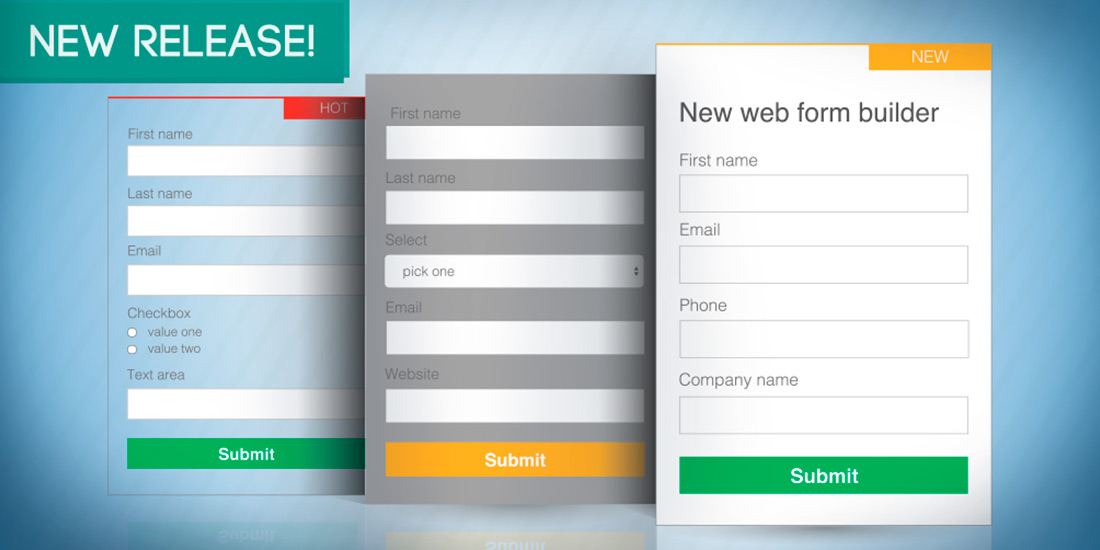 NEW RELEASE!
HOT
First name
Last name
Email
Checkbox
value one
value two
Text area
Submit
First name
Last name
Select
pick one
Email
Website
Submit
NEW
New web form builder
First name
Email
Phone
Company name
Submit
Submit
Submit